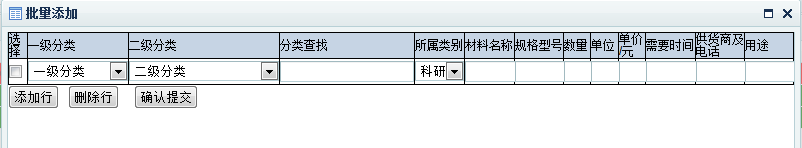 批量添加
选择 一级分类 二级分类 分类查找 所属类别 材料名称 规格型号 数量 单位 单价/元 需要时间 供货商及电话 用途
一级分类 二级分类 科研
添加行 删除行 确认提交